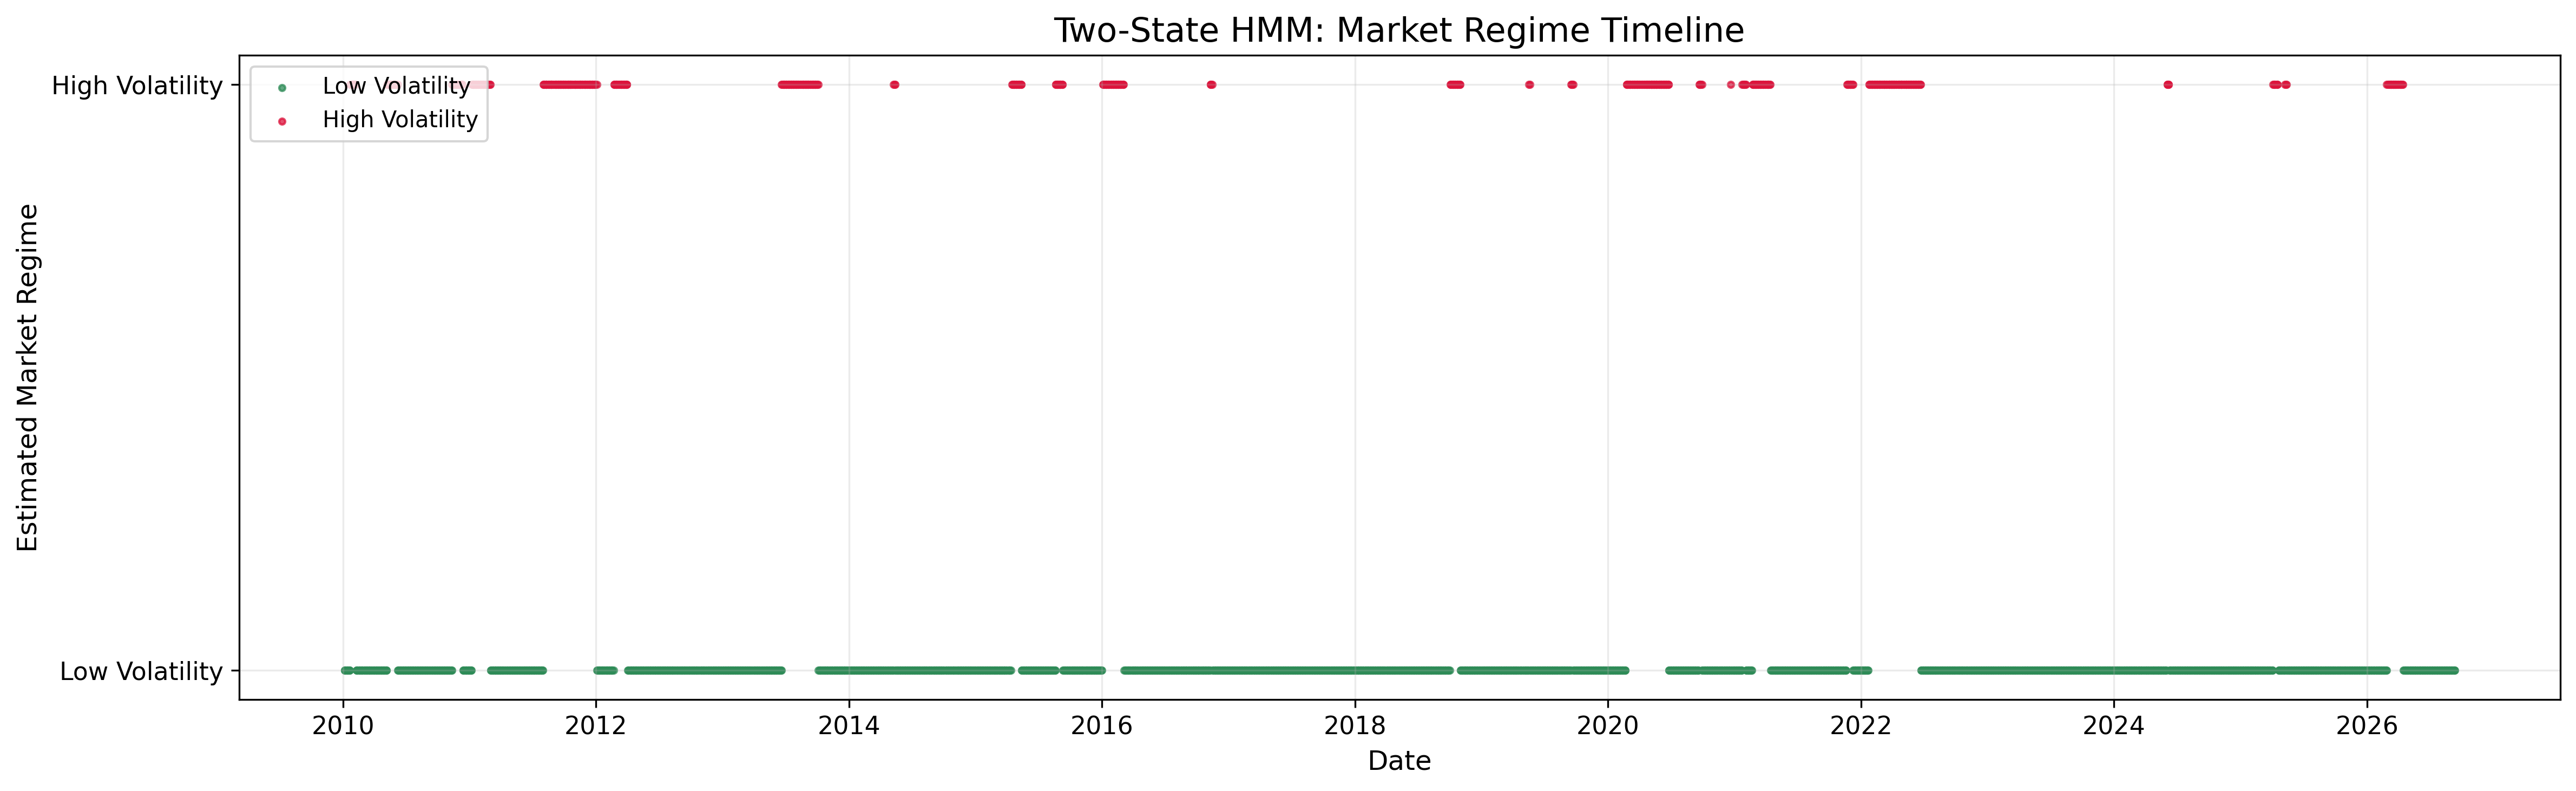 Two-State HMM: Market Regime Timeline
High Volatility
Low Volatility
High Volatility
Estimated Market Regime
Low Volatility
2010 2012 2014 2016 2018 2020 2022 2024 2026
Date